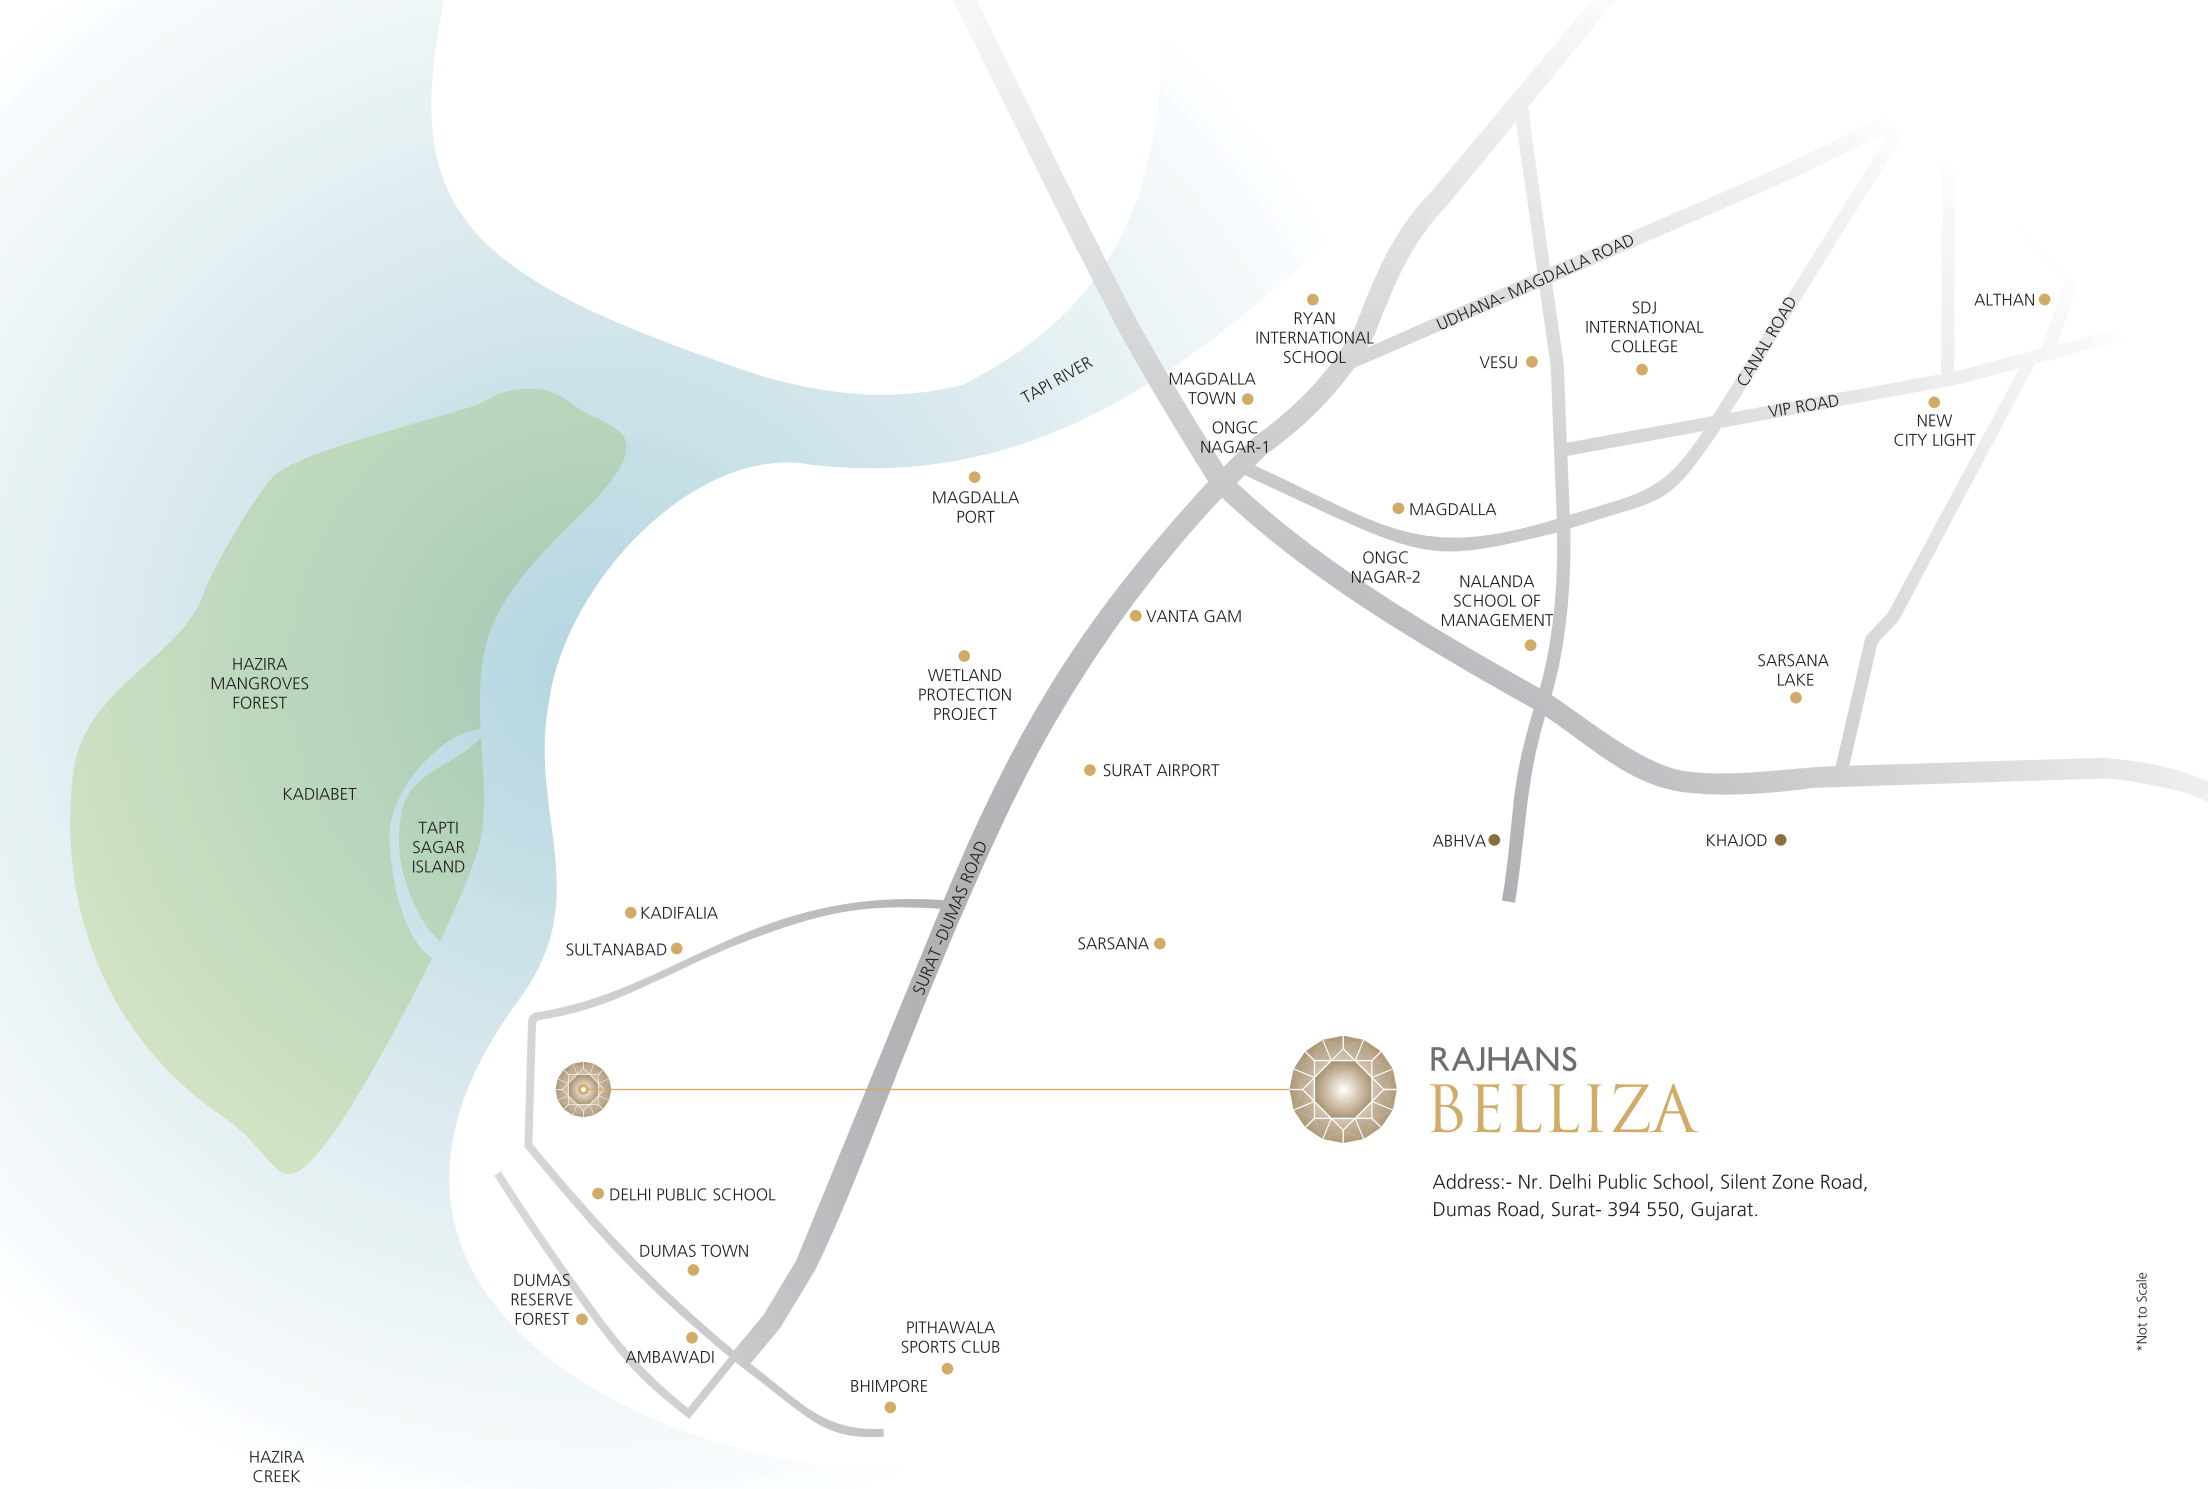 UDHANA- MAGDALLA ROAD
RYAN
INTERNATIONAL
SCHOOL
SDJ
INTERNATIONAL
COLLEGE
CANAL ROAD
ALTHAN
TAPI RIVER
MAGDALLA
TOWN
VESU
VIP ROAD
NEW
CITY LIGHT
ONGC
NAGAR-1
MAGDALLA
PORT
MAGDALLA
ONGC
NAGAR-2
NALANDA
SCHOOL OF
MANAGEMENT
VANTA GAM
HAZIRA
MANGROVES
FOREST
WETLAND
PROTECTION
PROJECT
SARSANA
LAKE
SURAT AIRPORT
KADIABET
TAPTI
SAGAR
ISLAND
ABHVA
KHAJOD
SURAT -DUMAS ROAD
KADIFALIA
SULTANABAD
SARSANA
RAJHANS
BELLIZA
Address:- Nr. Delhi Public School, Silent Zone Road,
Dumas Road, Surat- 394 550, Gujarat.
DELHI PUBLIC SCHOOL
DUMAS TOWN
DUMAS
RESERVE
FOREST
AMBAWADI
PITHAWALA
SPORTS CLUB
BHIMPORE
*Not to Scale
HAZIRA
CREEK